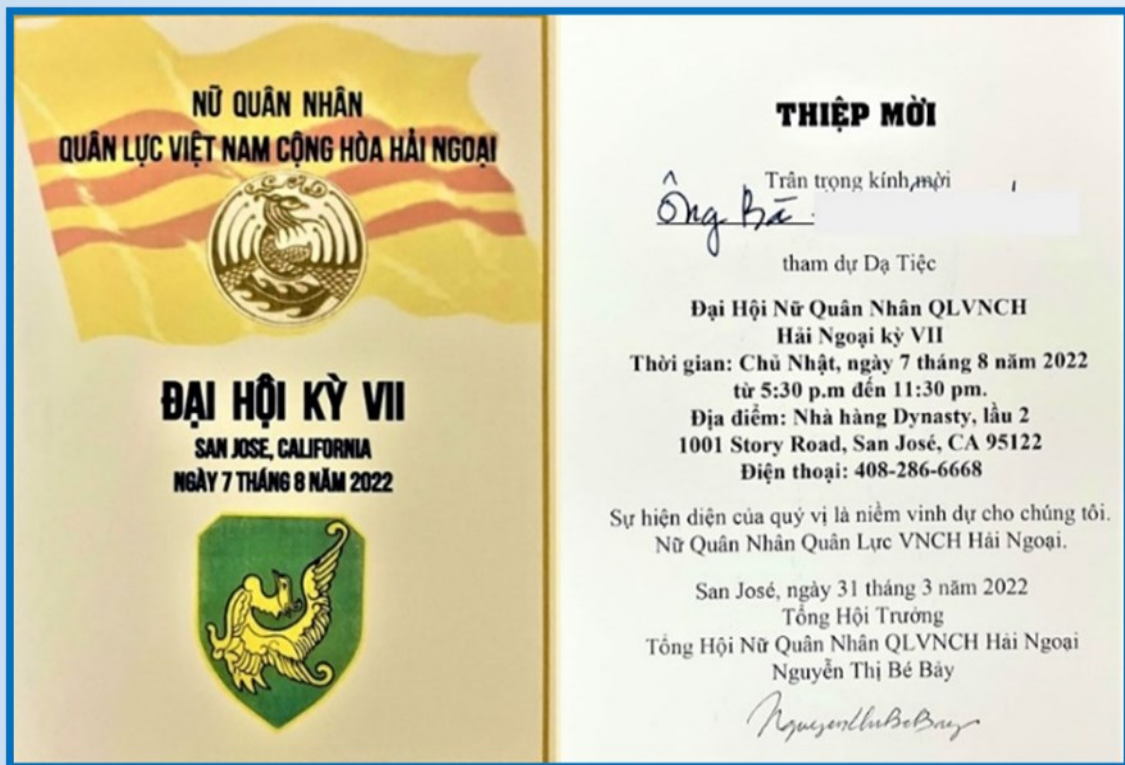 NỮ QUÂN NHÂN
QUÂN LỰC VIỆT NAM CỘNG HÒA HẢI NGOẠI
ĐẠI HỘI KỲ VII
SAN JOSE, CALIFORNIA
NGÀY 7 THÁNG 8 NĂM 2022
THIỆP MỜI
Trân trọng kính mời
Ông Bà
tham dự Dạ Tiệc
Đại Hội Nữ Quân Nhân QLVNCH
Hải Ngoại kỳ VII
Thời gian: Chủ Nhật, ngày 7 tháng 8 năm 2022
từ 5:30 p.m đến 11:30 pm.
Địa điểm: Nhà hàng Dynasty, lầu 2
1001 Story Road, San José, CA 95122
Điện thoại: 408-286-6668
Sự hiện diện của quý vị là niềm vinh dự cho chúng tôi.
Nữ Quân Nhân Quân Lực VNCH Hải Ngoại.
San José, ngày 31 tháng 3 năm 2022
Tổng Hội Trưởng
Tổng Hội Nữ Quân Nhân QLVNCH Hải Ngoại
Nguyễn Thị Bé Bảy